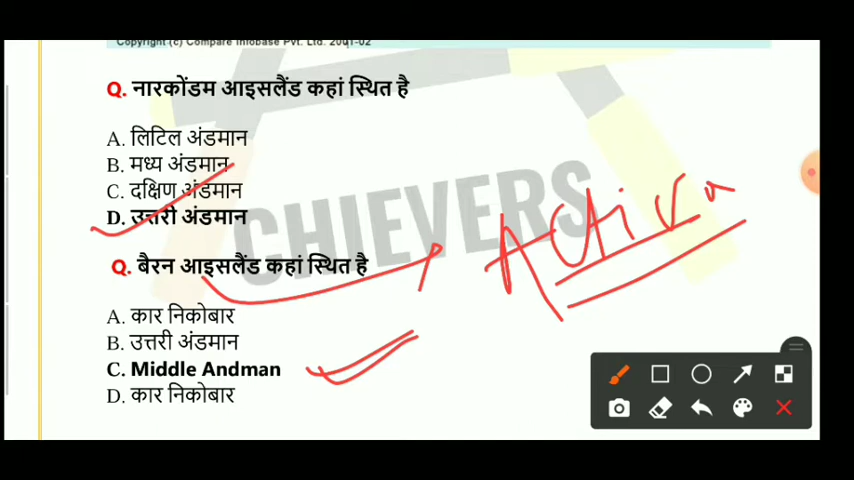 Copyright (c) Compare Infobase Pvt. Ltd. 2001-02
Q. नारकोंडम आइसलैंड कहां स्थित है
A. लिटिल अंडमान
B. मध्य अंडमान
C. दक्षिण अंडमान
D. उत्तरी अंडमान
CHIEVERS
Q. बैरन आइसलैंड कहां स्थित है
A. कार निकोबार
B. उत्तरी अंडमान
C. Middle Andman
D. कार निकोबार